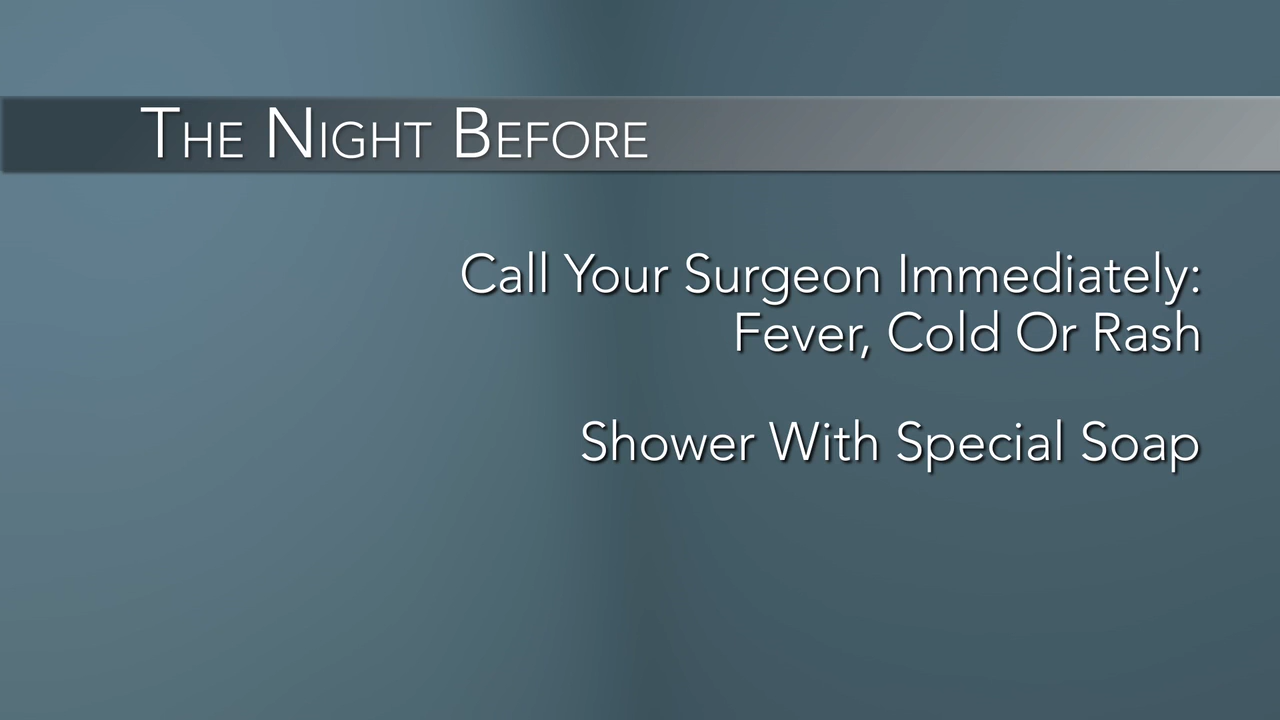 The Night Before
Call Your Surgeon Immediately:
Fever, Cold Or Rash
Shower With Special Soap